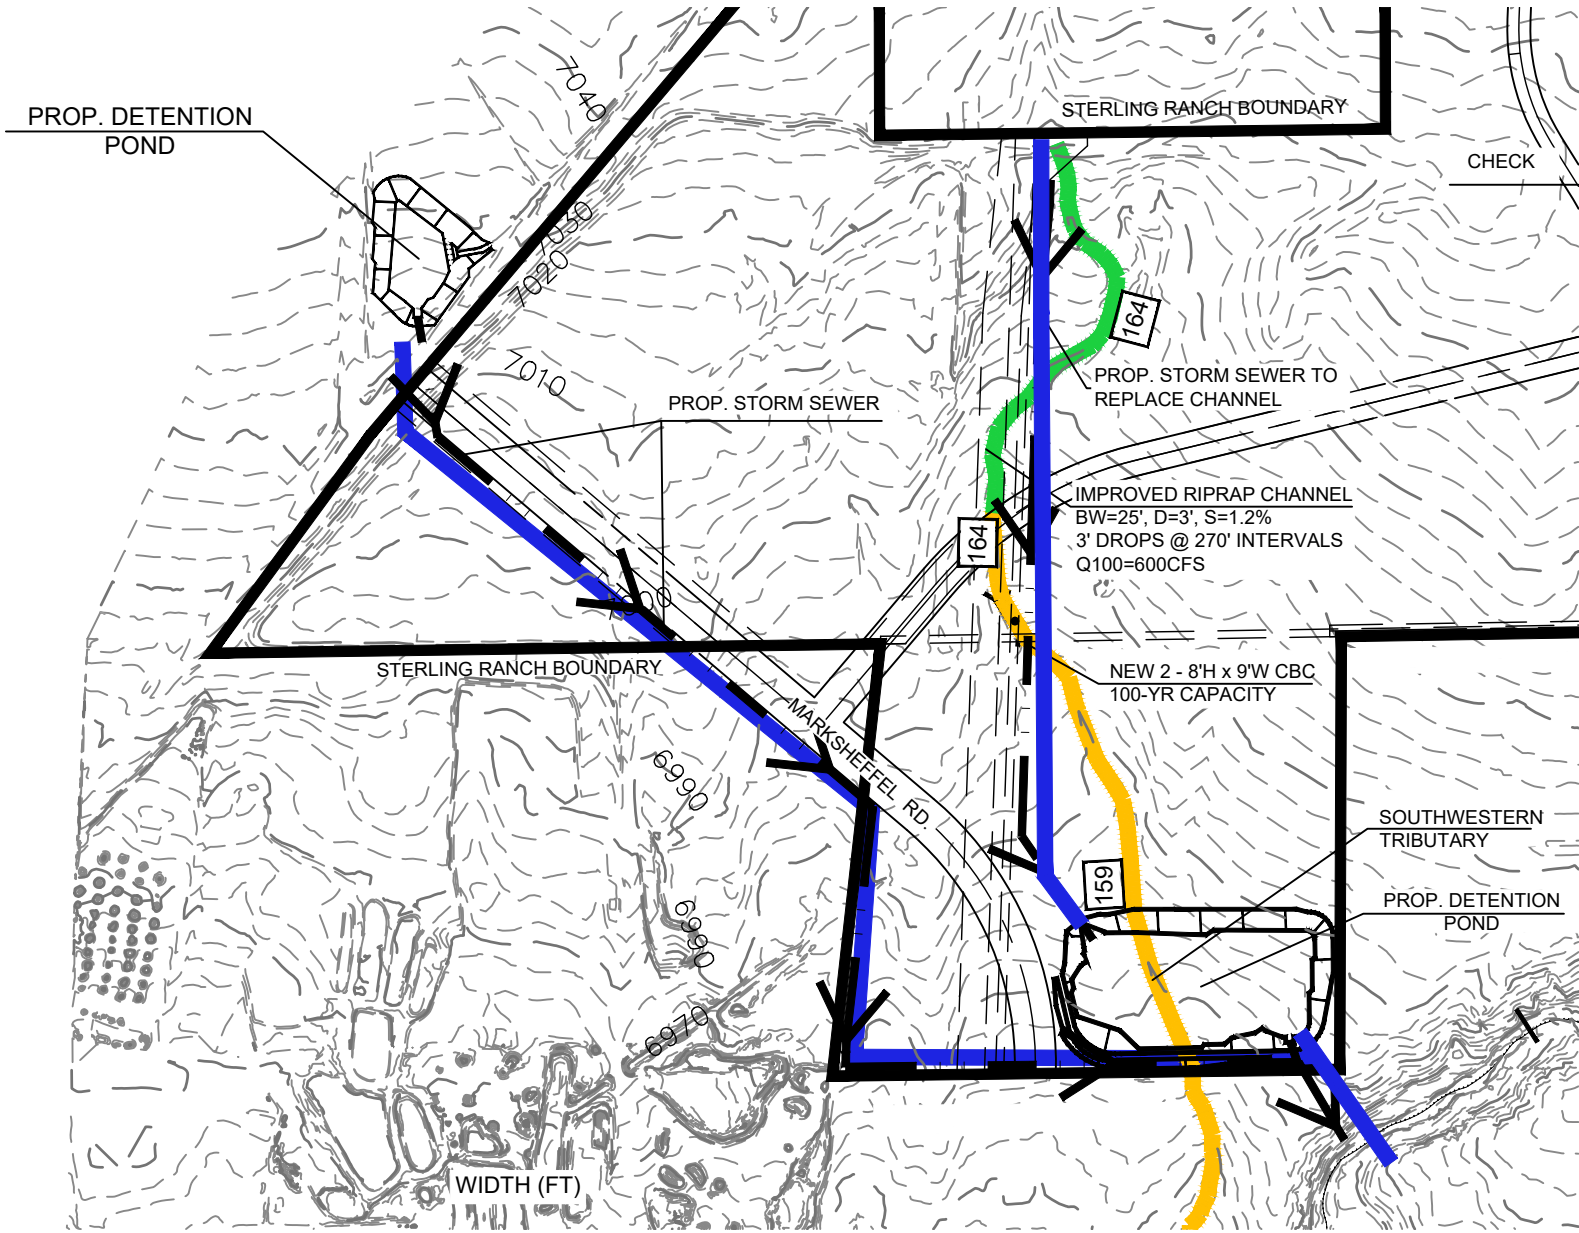 STERLING RANCH BOUNDARY
PROP. DETENTION
POND
7040
CHECK
7030
7020
164
7010
PROP. STORM SEWER TO
REPLACE CHANNEL
PROP. STORM SEWER
IMPROVED RIPRAP CHANNEL
BW=25', D=3', S=1.2%
3' DROPS @ 270' INTERVALS
Q100=600CFS
164
7000
STERLING RANCH BOUNDARY
NEW 2 - 8'H x 9'W CBC
100-YR CAPACITY
MARKSHEFFEL RD.
6990
SOUTHWESTERN
TRIBUTARY
159
PROP. DETENTION
POND
6990
6970
WIDTH (FT)